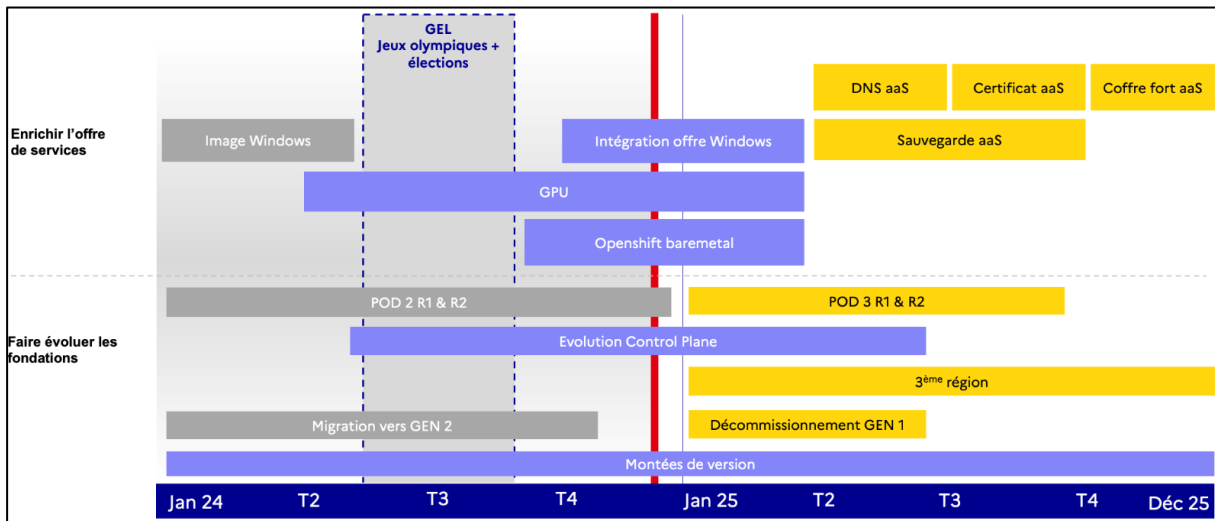 GEL
Jeux olympiques +
élections
DNS aaS
Certificat aaS
Coffre fort aaS
Enrichir l’offre
de services
Image Windows
Intégration offre Windows
Sauvegarde aaS
GPU
Openshift baremetal
POD 2 R1 & R2
POD 3 R1 & R2
Faire évoluer les
fondations
Evolution Control Plane
3ème région
Migration vers GEN 2
Décommissionnement GEN 1
Montées de version
Jan 24
T2
T3
T4
Jan 25
T2
T3
T4
Déc 25